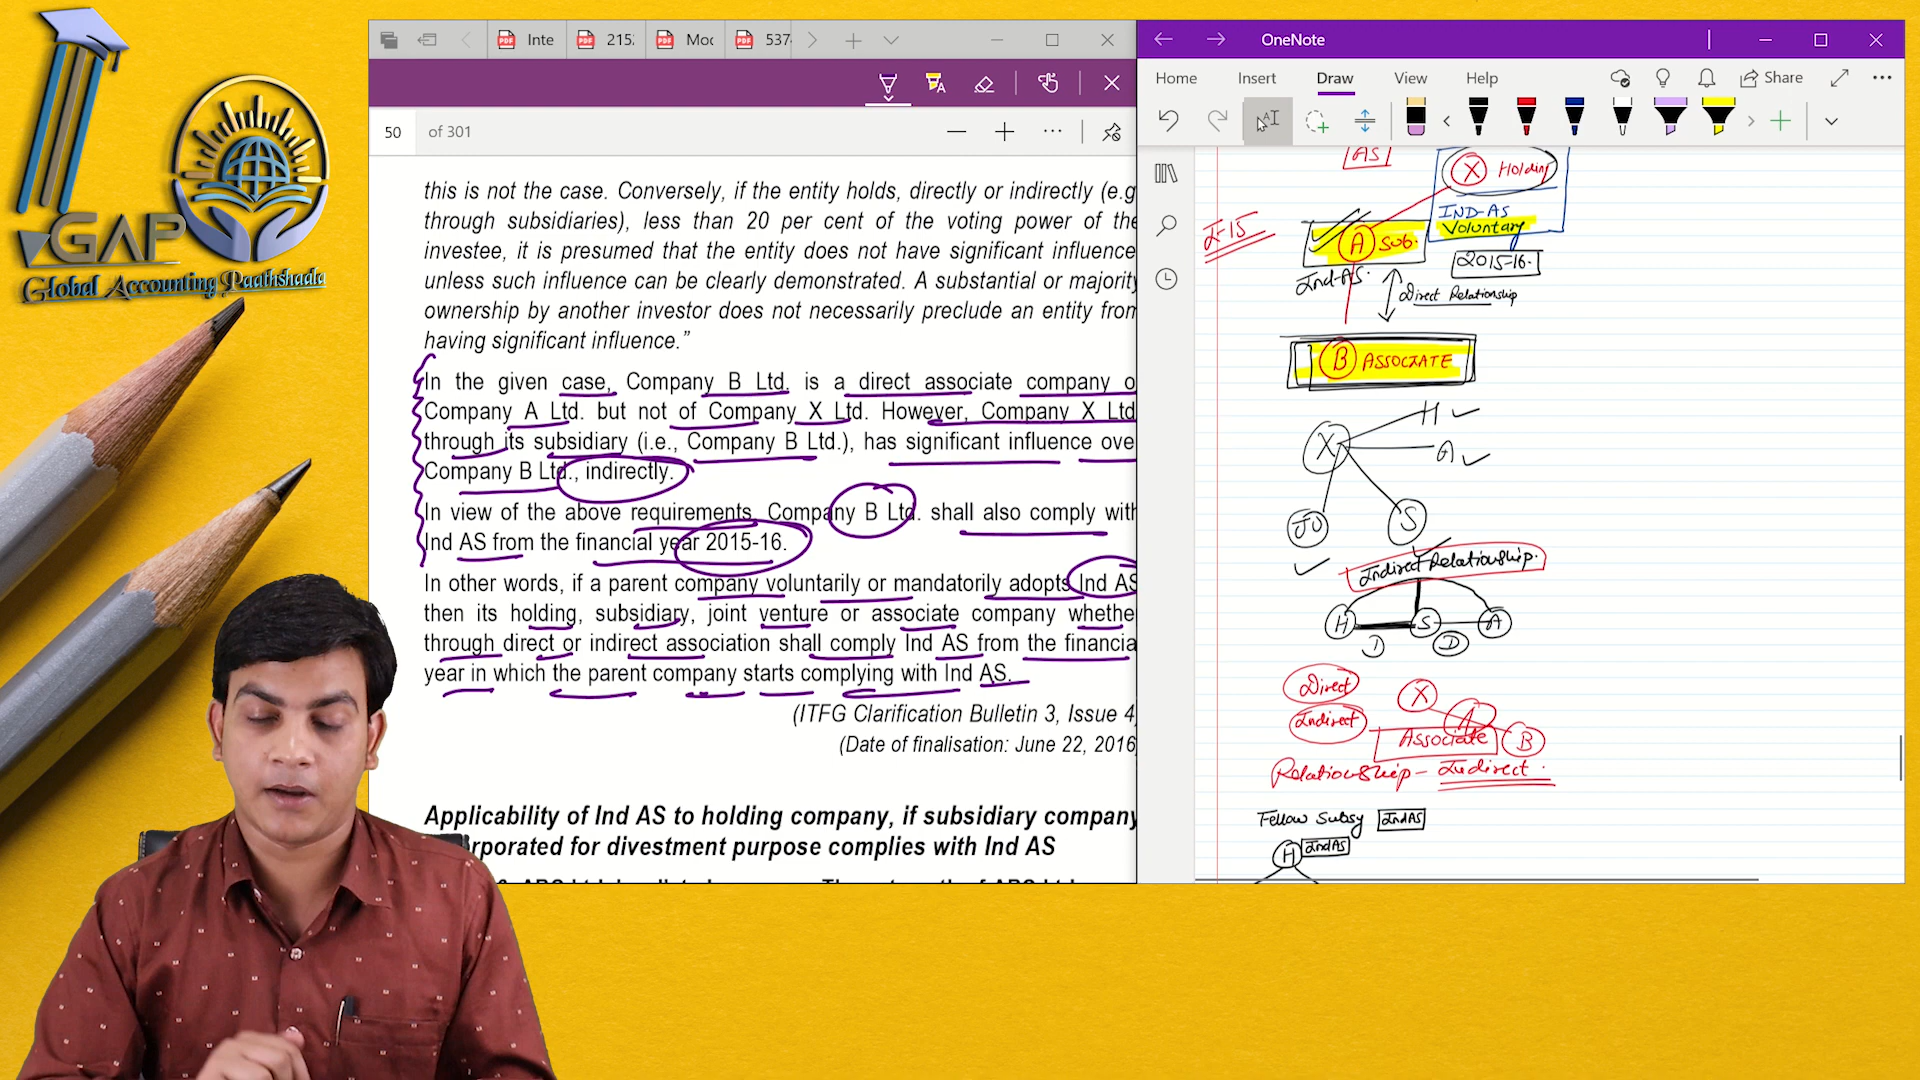 GAP
Global Accounting Paathshada
Inte
215
Moc
537
50
of 301
this is not the case. Conversely, if the entity holds, directly or indirectly (e.g
through subsidiaries), less than 20 per cent of the voting power of the
investee, it is presumed that the entity does not have significant influence
unless such influence can be clearly demonstrated. A substantial or majority
ownership by another investor does not necessarily preclude an entity from
having significant influence.”
In the given case, Company B Ltd. is a direct associate company o
Company A Ltd. but not of Company X Ltd. However, Company X Ltd
through its subsidiary (i.e., Company B Ltd.), has significant influence ove
Company B Ltd., indirectly.
In view of the above requirements, Company B Ltd. shall also comply with
Ind AS from the financial year 2015-16.
In other words, if a parent company voluntarily or mandatorily adopts Ind AS
then its holding, subsidiary, joint venture or associate company whethe
through direct or indirect association shall comply Ind AS from the financia
year in which the parent company starts complying with Ind AS.
(ITFG Clarification Bulletin 3, Issue 4
(Date of finalisation: June 22, 2016
Applicability of Ind AS to holding company, if subsidiary company
rporated for divestment purpose complies with Ind AS
OneNote
Home Insert Draw View Help Share
AS
X Holding
IND-AS
Voluntary
I-15
A Sub.
2015-16.
Ind-AS.
Direct Relationship
B ASSOCIATE
X H
A
JV S
Indirect Relationship.
H S A
D D
Direct X
Indirect A
Associate B
Relationship - Indirect.
Fellow Subsy IndAS
H IndAS